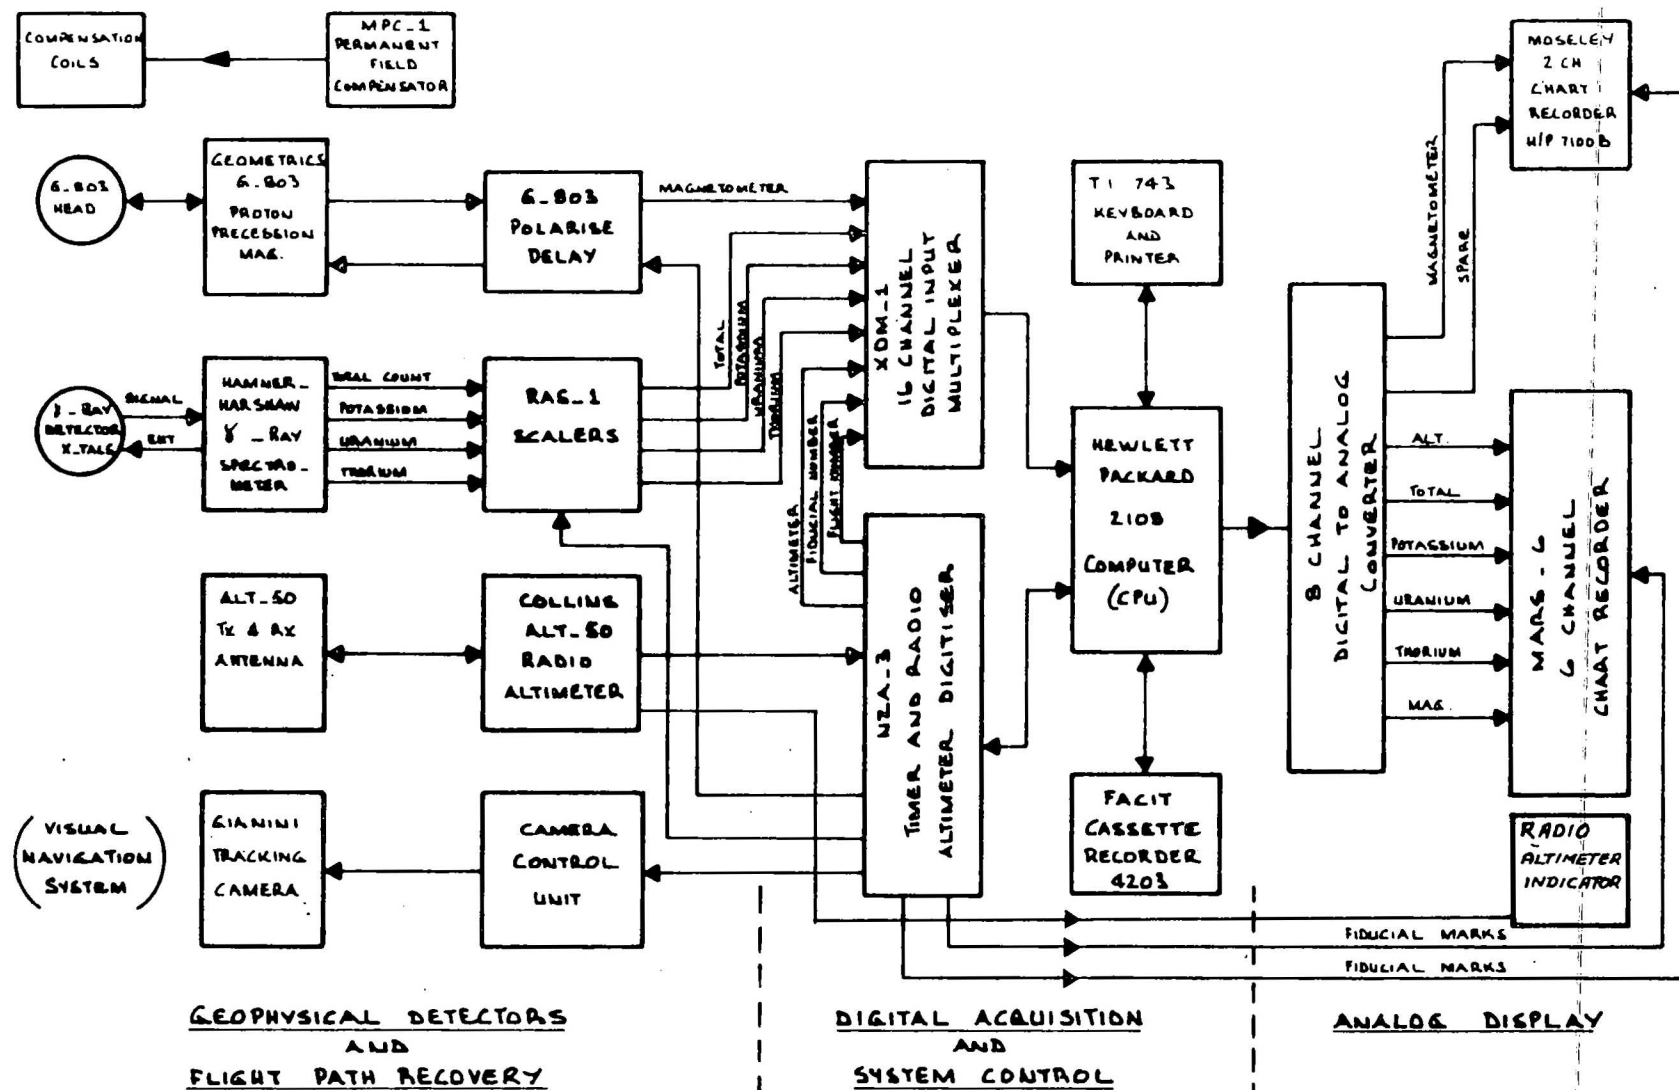 COMPENSATION
COILS
MPC_1
PERMANENT
FIELD
COMPENSATOR
MOSELEY
2 CH
CHART
RECORDER
H/P 7100B
G_803
HEAD
GEOMETRICS
G_803
PROTON
PRECESSION
MAG.
G_803
POLARISE
DELAY
MAGNETOMETER
XDM_1
16 CHANNEL
DIGITAL INPUT
MULTIPLEXER
TI 743
KEYBOARD
AND
PRINTER
MAGNETOMETER
SPARE
TOTAL
POTASSIUM
URANIUM
THORIUM
γ_RAY
DETECTOR
X_TALS
SIGNAL
EHT
HAMNER_
HARSHAW
γ_RAY
SPECTRO_
METER
TOTAL COUNT
POTASSIUM
URANIUM
THORIUM
RAG_1
SCALERS
ALTIMETER
FIDUCIAL NUMBER
FLIGHT NUMBER
HEWLETT
PACKARD
2108
COMPUTER
(CPU)
8 CHANNEL
DIGITAL TO ANALOG
CONVERTER
ALT.
TOTAL
POTASSIUM
URANIUM
THORIUM
MAG.
MARS_6
6 CHANNEL
CHART RECORDER
ALT_50
Tx & Rx
ANTENNA
COLLINS
ALT_50
RADIO
ALTIMETER
NZA_3
TIMER AND RADIO
ALTIMETER DIGITISER
FACIT
CASSETTE
RECORDER
4203
RADIO
ALTIMETER
INDICATOR
(VISUAL
NAVIGATION
SYSTEM)
GIANINI
TRACKING
CAMERA
CAMERA
CONTROL
UNIT
FIDUCIAL MARKS
FIDUCIAL MARKS
GEOPHYSICAL DETECTORS
AND
FLIGHT PATH RECOVERY
DIGITAL ACQUISITION
AND
SYSTEM CONTROL
ANALOG DISPLAY